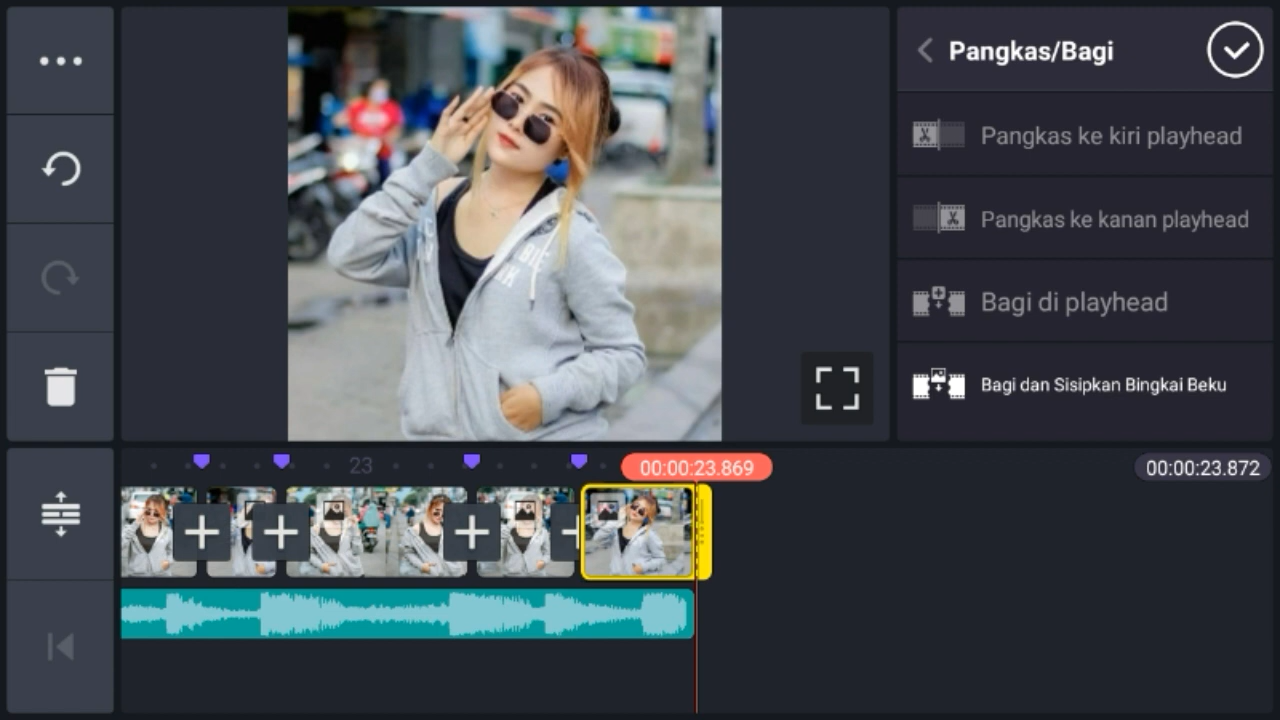 Pangkas/Bagi
Pangkas ke kiri playhead
Pangkas ke kanan playhead
Bagi di playhead
Bagi dan Sisipkan Bingkai Beku
23
00:00:23.869
00:00:23.872